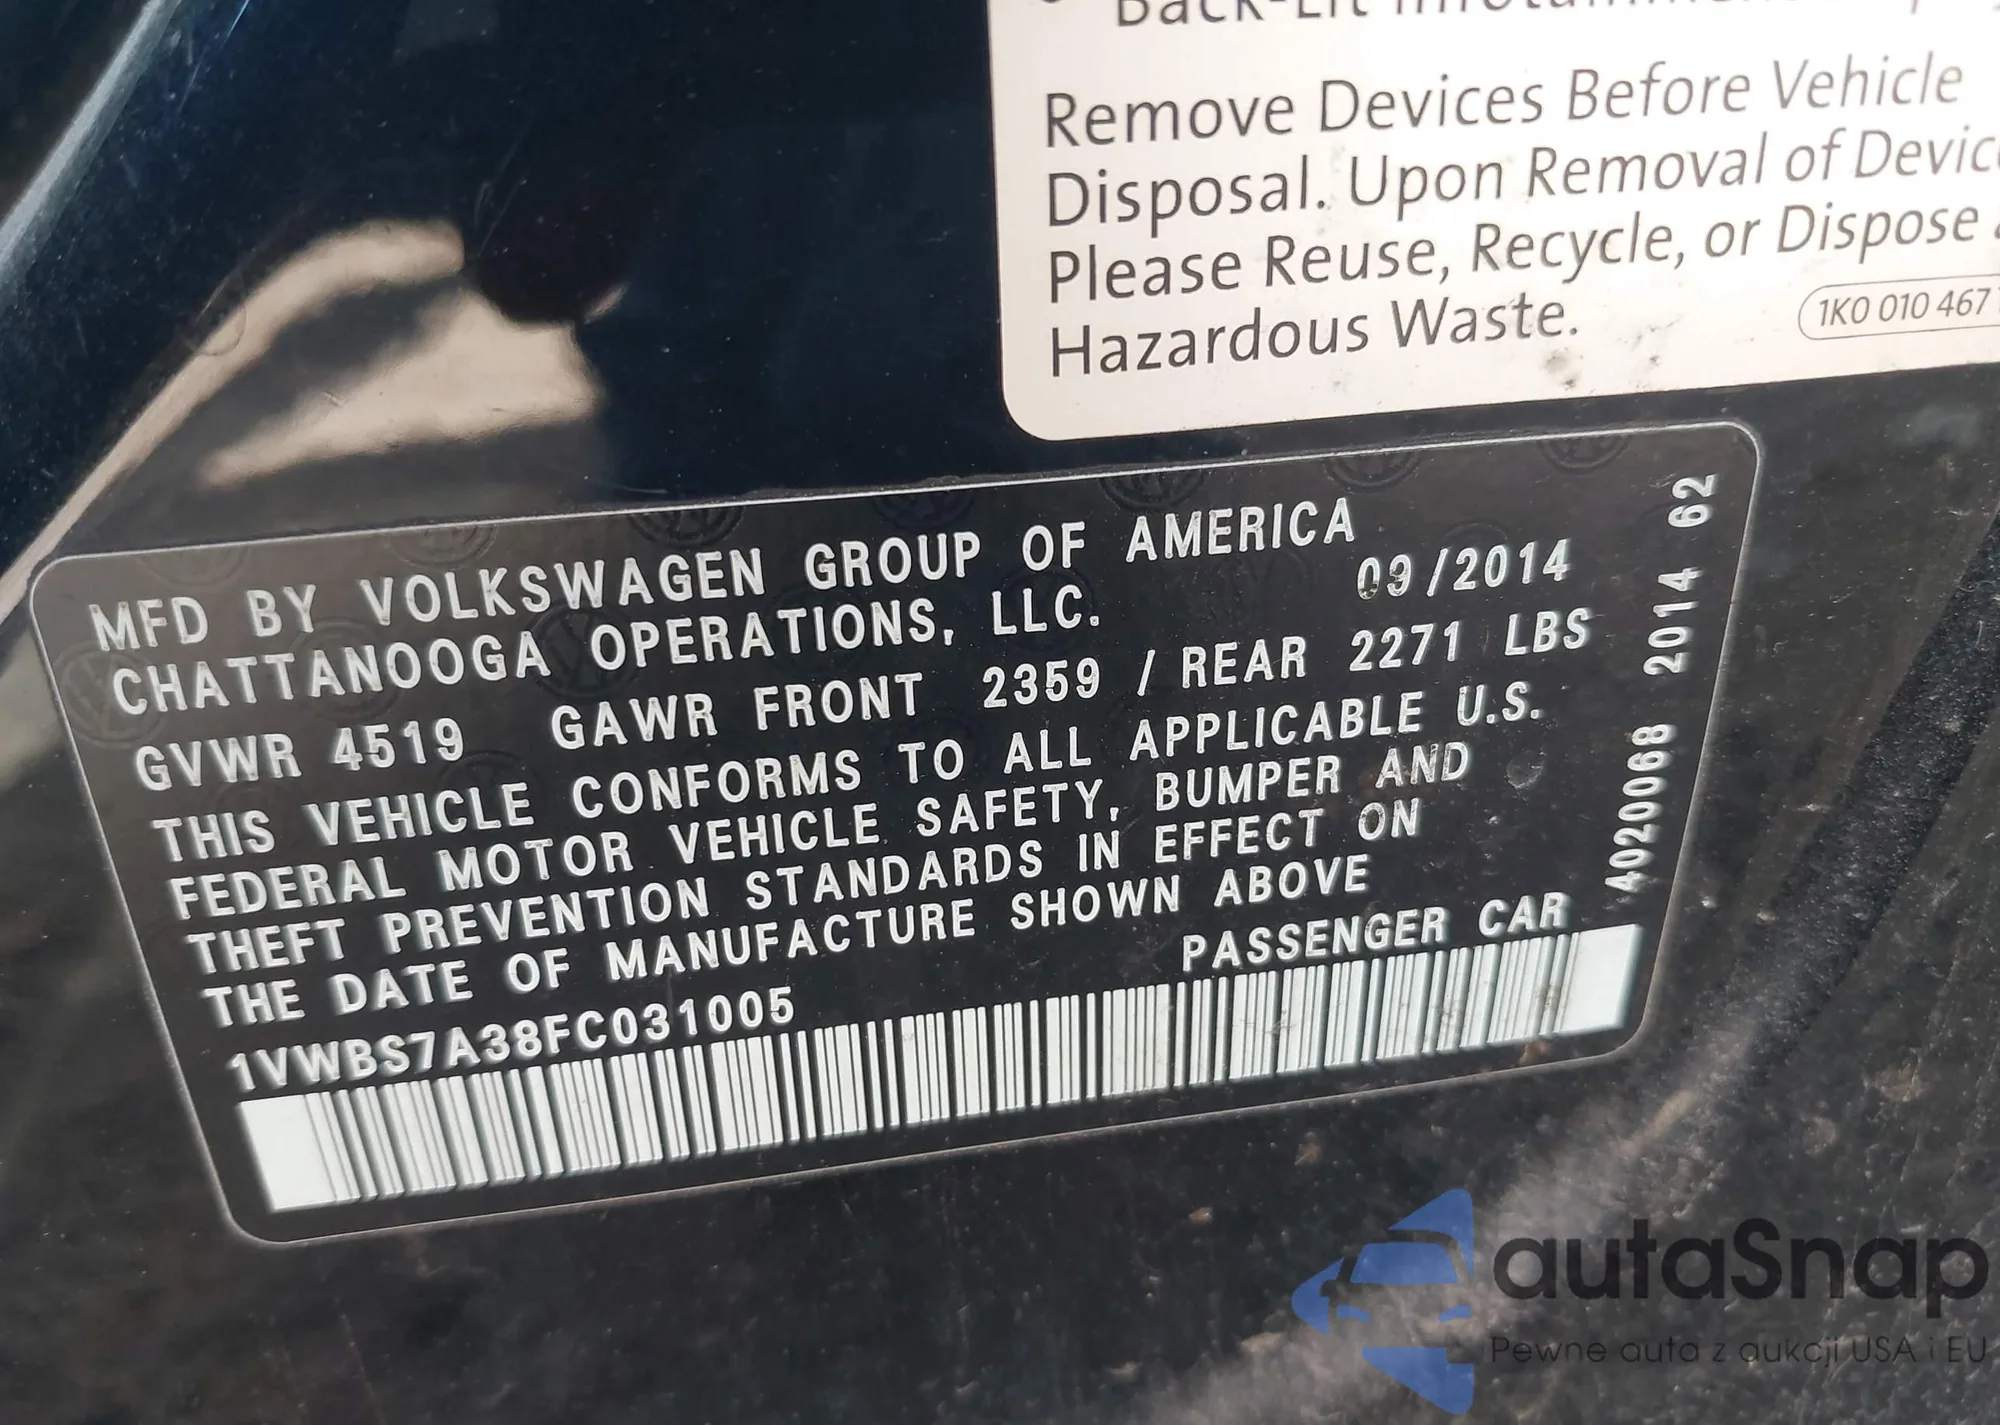 Remove Devices Before Vehicle
Disposal. Upon Removal of
Please Reuse, Recycle, or Dispose
Hazardous Waste.
1K0 010 467
MFD BY VOLKSWAGEN GROUP OF AMERICA
CHATTANOOGA OPERATIONS, LLC. 09/2014
GVWR 4519 GAWR FRONT 2359 / REAR 2271 LBS
THIS VEHICLE CONFORMS TO ALL APPLICABLE U.S.
FEDERAL MOTOR VEHICLE SAFETY, BUMPER AND
THEFT PREVENTION STANDARDS IN EFFECT ON
THE DATE OF MANUFACTURE SHOWN ABOVE
1VWBS7A38FC031005 PASSENGER CAR
4020068 2014 62
autaSnap
Pewne auta z aukcji USA i EU